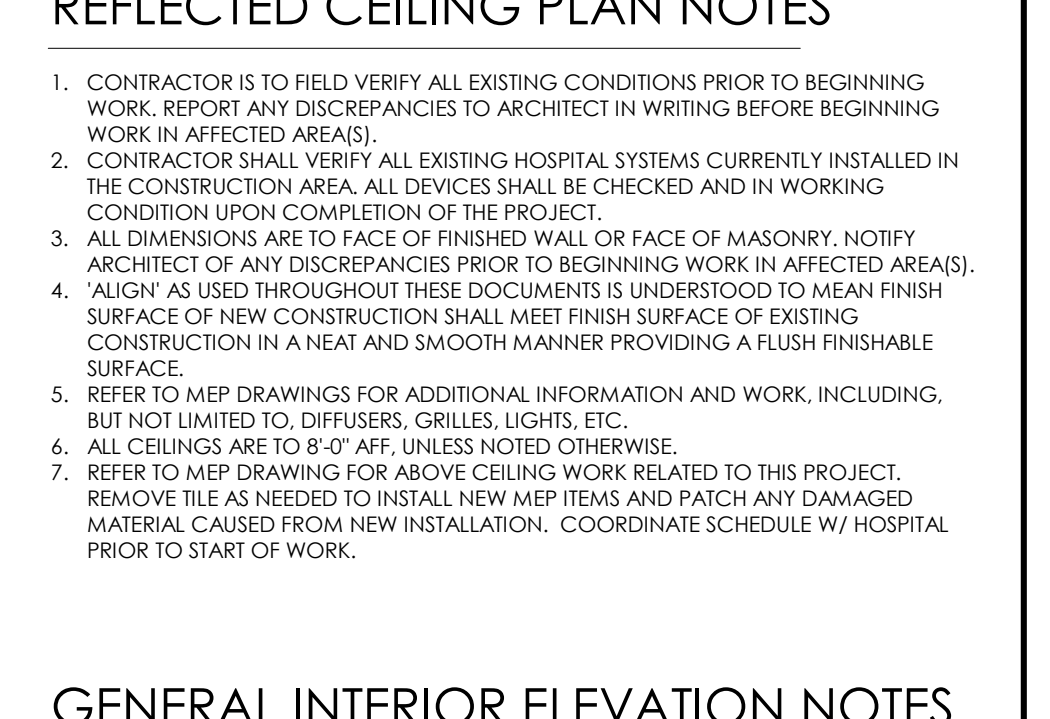 REFLECTED CEILING PLAN NOTES
1. CONTRACTOR IS TO FIELD VERIFY ALL EXISTING CONDITIONS PRIOR TO BEGINNING
WORK. REPORT ANY DISCREPANCIES TO ARCHITECT IN WRITING BEFORE BEGINNING
WORK IN AFFECTED AREA(S).
2. CONTRACTOR SHALL VERIFY ALL EXISTING HOSPITAL SYSTEMS CURRENTLY INSTALLED IN
THE CONSTRUCTION AREA. ALL DEVICES SHALL BE CHECKED AND IN WORKING
CONDITION UPON COMPLETION OF THE PROJECT.
3. ALL DIMENSIONS ARE TO FACE OF FINISHED WALL OR FACE OF MASONRY. NOTIFY
ARCHITECT OF ANY DISCREPANCIES PRIOR TO BEGINNING WORK IN AFFECTED AREA(S).
4. 'ALIGN' AS USED THROUGHOUT THESE DOCUMENTS IS UNDERSTOOD TO MEAN FINISH
SURFACE OF NEW CONSTRUCTION SHALL MEET FINISH SURFACE OF EXISTING
CONSTRUCTION IN A NEAT AND SMOOTH MANNER PROVIDING A FLUSH FINISHABLE
SURFACE.
5. REFER TO MEP DRAWINGS FOR ADDITIONAL INFORMATION AND WORK, INCLUDING,
BUT NOT LIMITED TO, DIFFUSERS, GRILLES, LIGHTS, ETC.
6. ALL CEILINGS ARE TO 8'-0" AFF, UNLESS NOTED OTHERWISE.
7. REFER TO MEP DRAWING FOR ABOVE CEILING WORK RELATED TO THIS PROJECT.
REMOVE TILE AS NEEDED TO INSTALL NEW MEP ITEMS AND PATCH ANY DAMAGED
MATERIAL CAUSED FROM NEW INSTALLATION.  COORDINATE SCHEDULE W/ HOSPITAL
PRIOR TO START OF WORK.
GENERAL INTERIOR ELEVATION NOTES